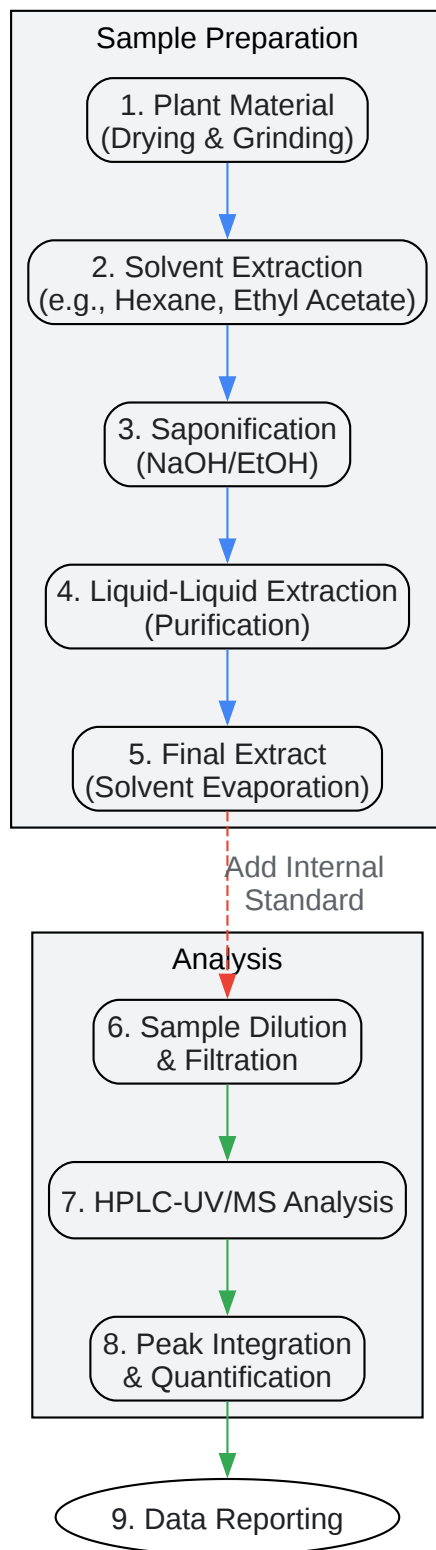 Sample Preparation
1. Plant Material
(Drying & Grinding)
2. Solvent Extraction
(e.g., Hexane, Ethyl Acetate)
3. Saponification
(NaOH/EtOH)
4. Liquid-Liquid Extraction
(Purification)
5. Final Extract
(Solvent Evaporation)
Add Internal
Standard
Analysis
6. Sample Dilution
& Filtration
7. HPLC-UV/MS Analysis
8. Peak Integration
& Quantification
9. Data Reporting